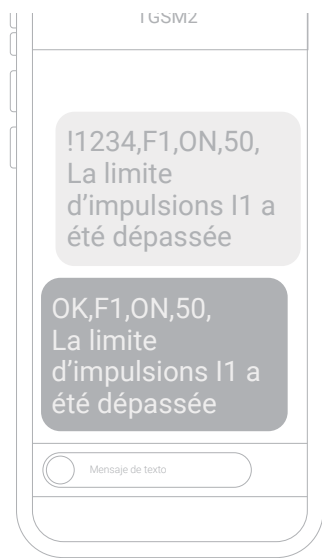 TGSM2
!1234,F1,ON,50,
La limite
d’impulsions I1 a
été dépassée
OK,F1,ON,50,
La limite
d’impulsions I1 a
été dépassée
Mensaje de texto